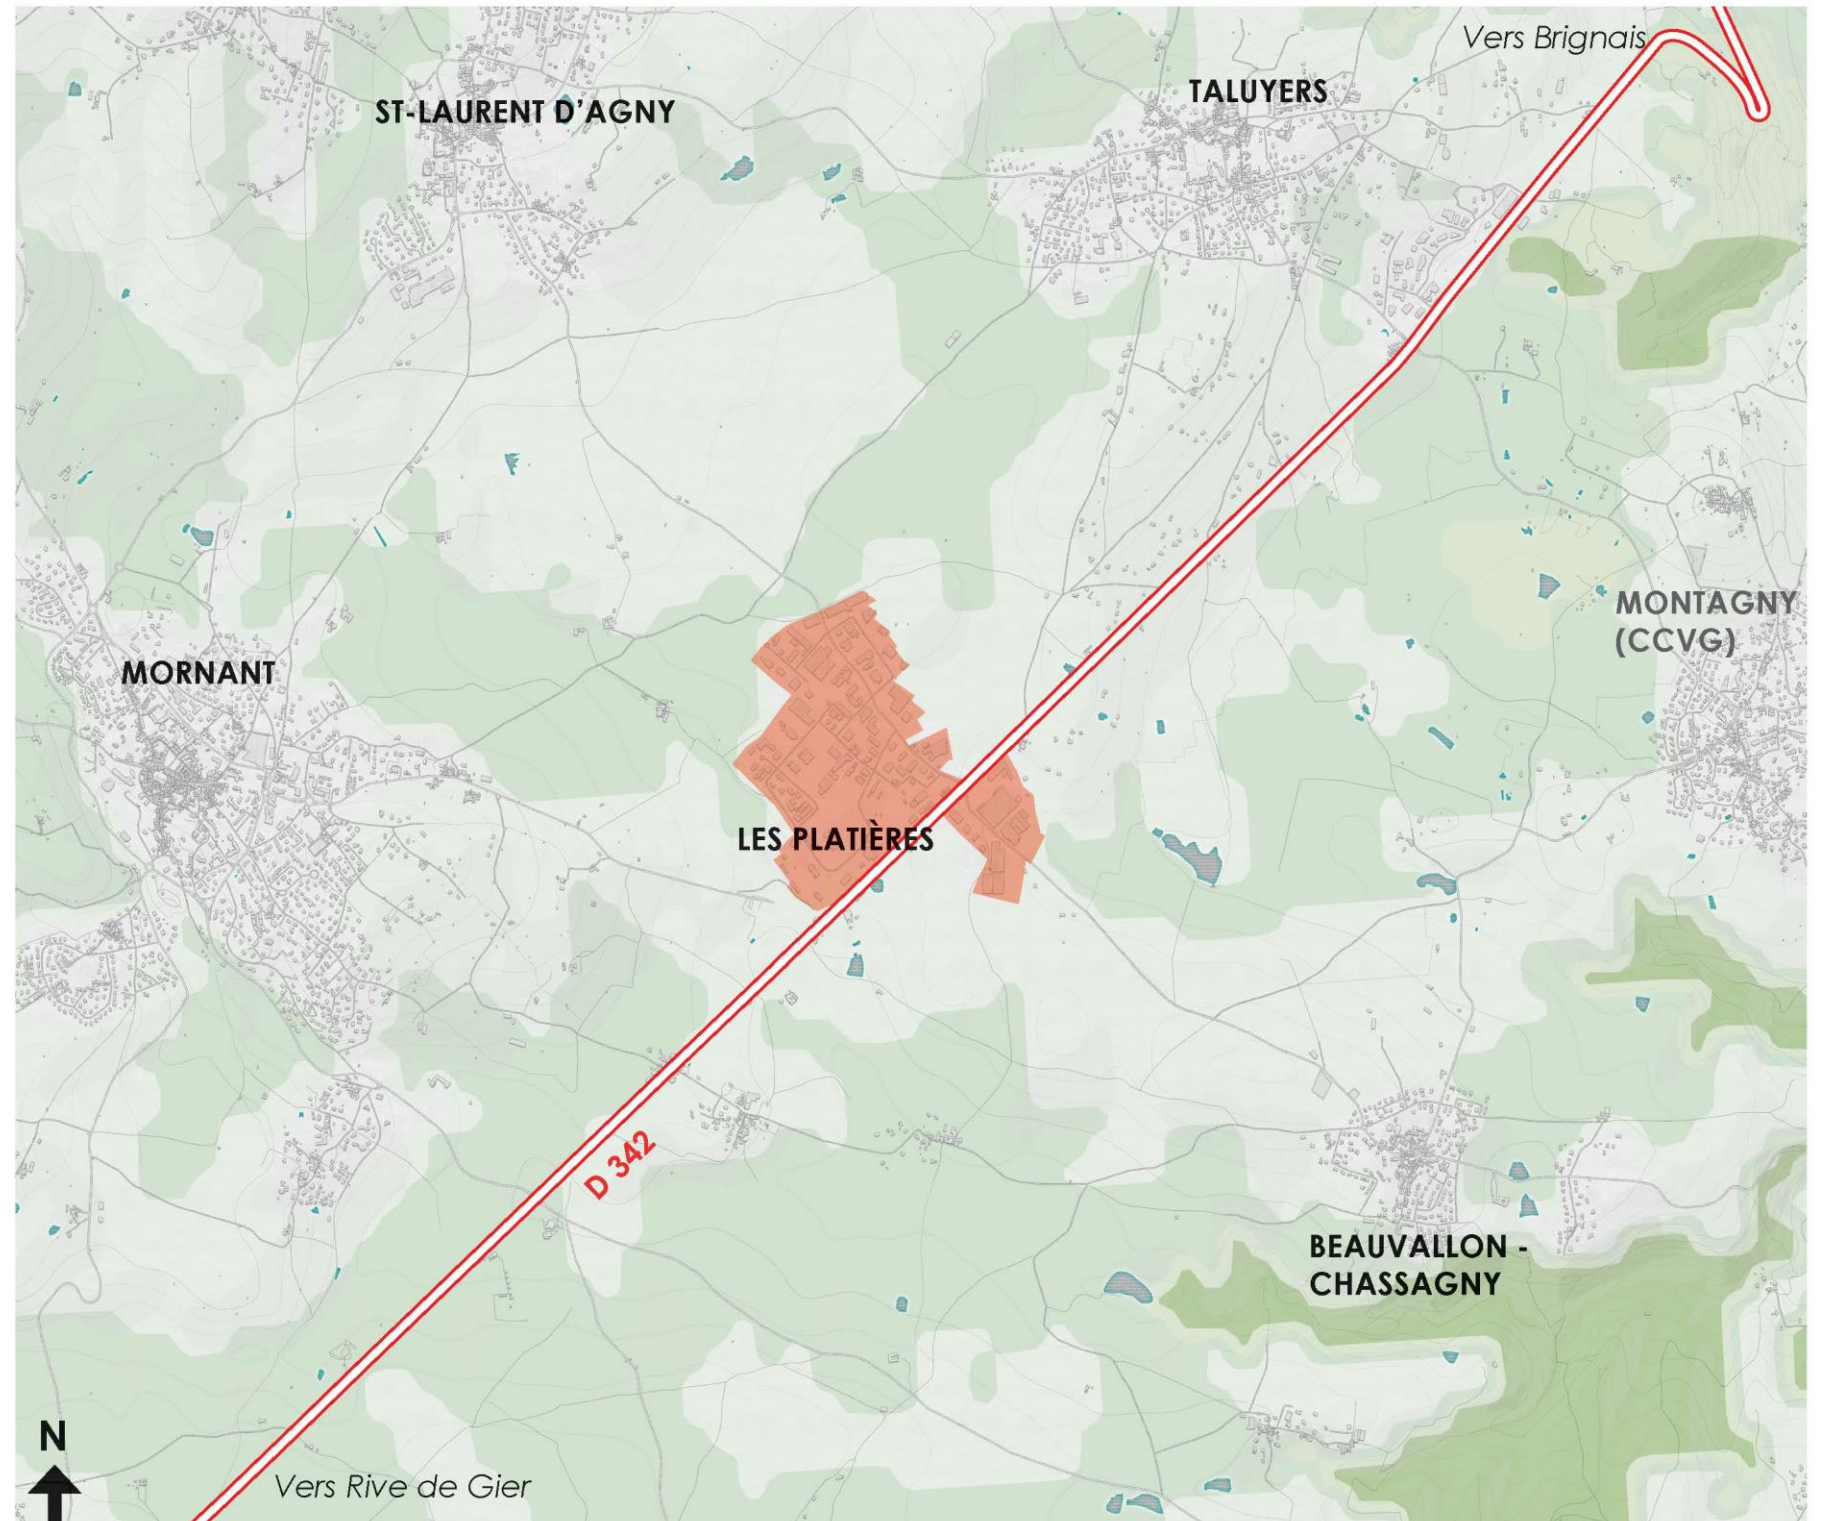 Vers Brignais
TALUYERS
ST-LAURENT D'AGNY
MONTAGNY
(CCVG)
MORNANT
LES PLATIÈRES
D 342
BEAUVALLON -
CHASSAGNY
N
Vers Rive de Gier